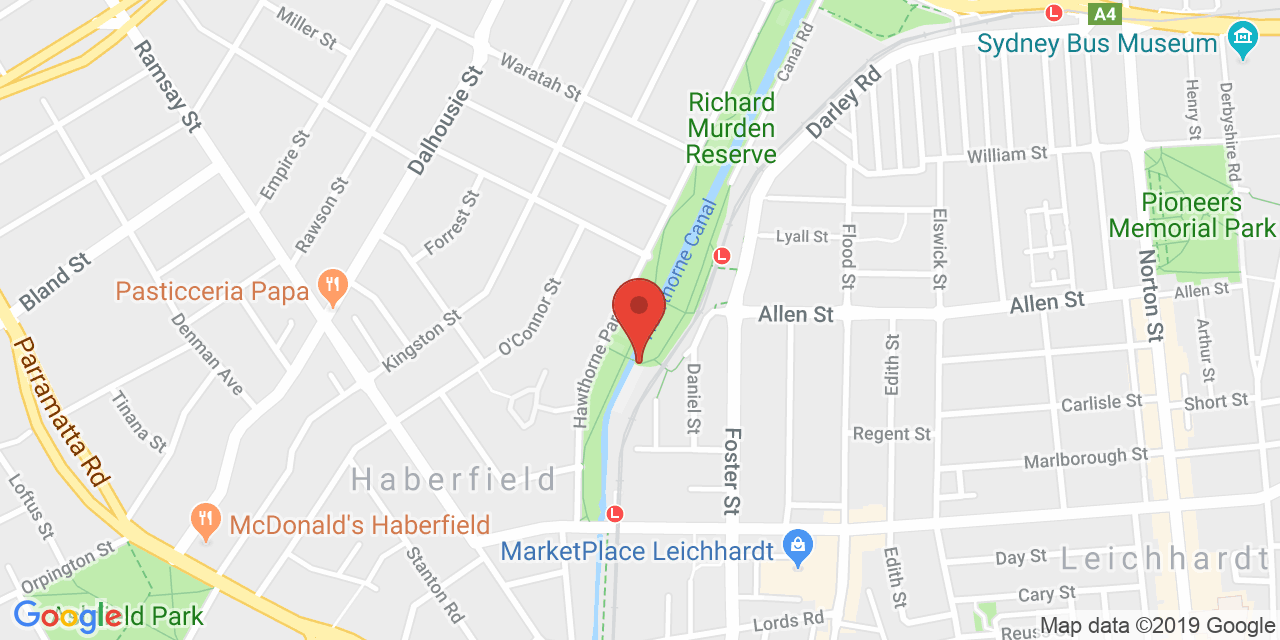 Miller St
Ramsay St
Waratah St
Canal Rd
A4
Sydney Bus Museum
Dalhousie St
Darley Rd
Richard
Murden
Reserve
Henry St
Derbyshire Rd
Empire St
William St
Rawson St
Forrest St
Pioneers
Memorial Park
Lyall St
Flood St
Elswick St
Norton St
Bland St
Pasticceria Papa
O'Connor St
Kingston St
Allen St
Allen St
Allen St
Denman Ave
Edith St
Arthur St
Parramatta Rd
Tinana St
Daniel St
Carlisle St
Short St
Regent St
Foster St
Marlborough St
Haberfield
Loftus St
McDonald's Haberfield
MarketPlace Leichhardt
Day St
Leichhardt
Orpington St
Stanton Rd
Edith St
Cary St
Lords Rd
Google
Map data ©2019 Google